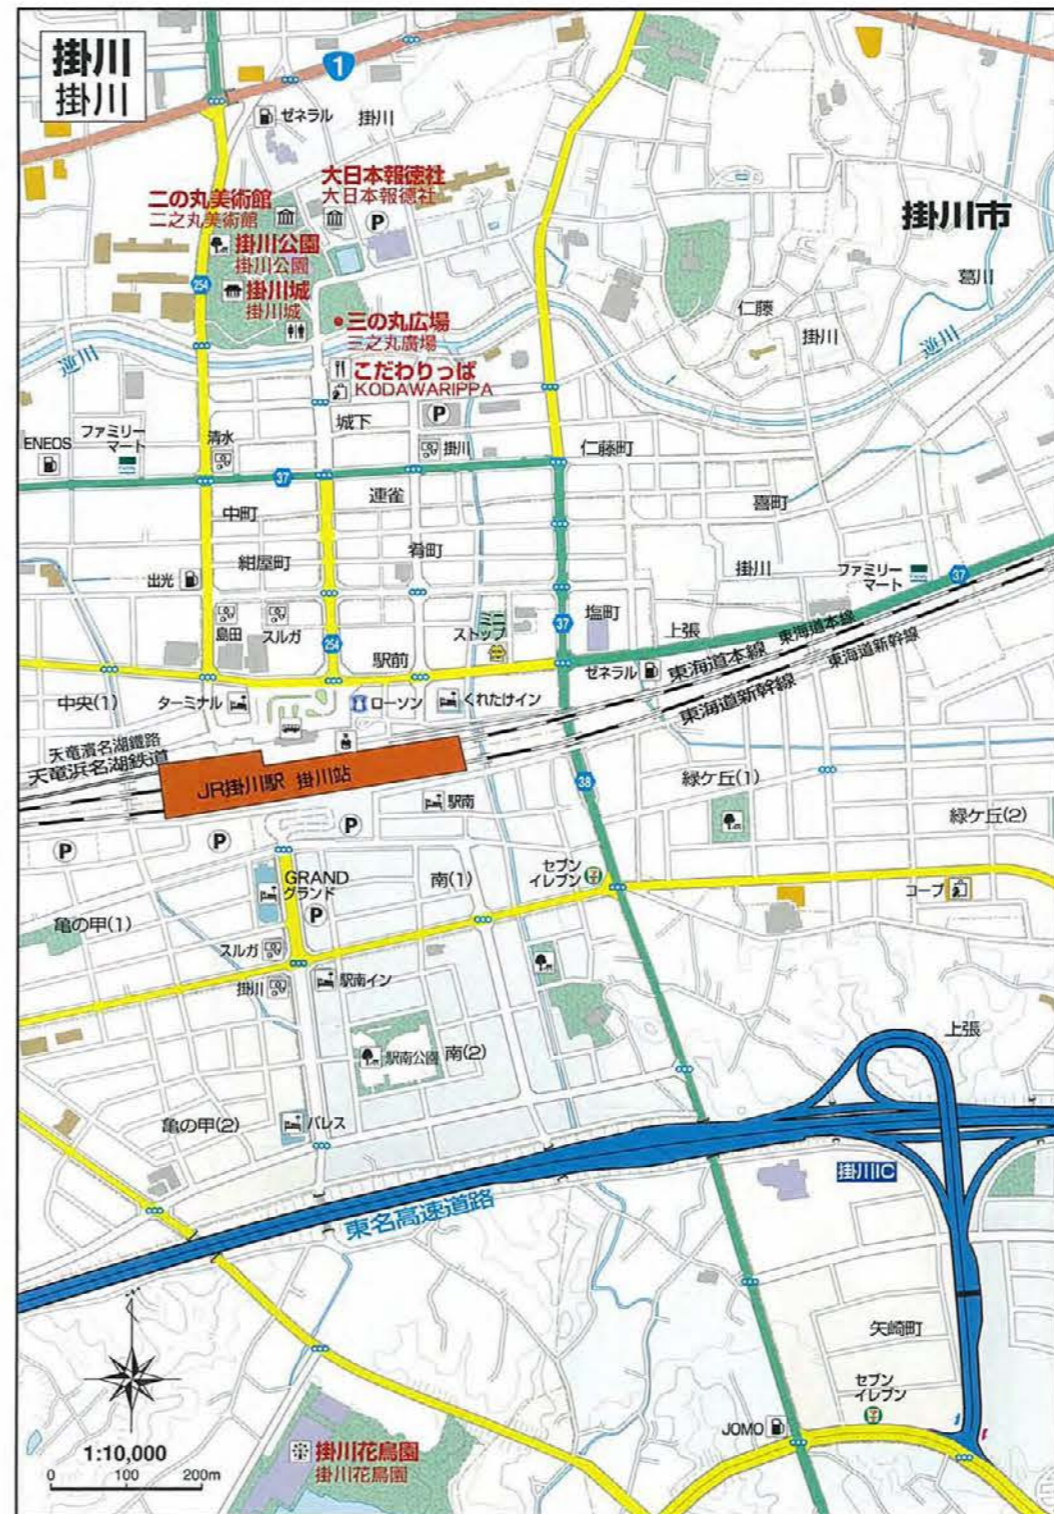 掛川
掛川
1
ゼネラル
掛川
大日本報徳社
大日本報德社
二の丸美術館
二之丸美術館
P
掛川公園
掛川公園
掛川市
254
掛川城
掛川城
葛川
仁藤
掛川
三の丸広場
三之丸廣場
逆川
逆川
こだわりっぱ
KODAWARIPPA
城下
P
ENEOS
ファミリー
マート
清水
掛川
仁藤町
37
連雀
中町
喜町
肴町
紺屋町
掛川
出光
ファミリー
マート
37
島田
スルガ
254
駅前
ストップ
37
塩町
上張
ゼネラル
東海道本線
東海道本線
東海道新幹線
東海道新幹線
中央(1)
ターミナル
ローソン
くれたけイン
天竜濱名湖鐵路
天竜浜名湖鉄道
JR掛川駅 掛川站
38
緑ケ丘(1)
駅南
緑ケ丘(2)
P
P
P
GRAND
グランド
南(1)
セブン
イレブン
コープ
P
亀の甲(1)
スルガ
掛川
駅南イン
駅南公園
南(2)
上張
亀の甲(2)
パレス
掛川IC
東名高速道路
矢崎町
セブン
イレブン
JOMO
掛川花鳥園
掛川花鳥園
1:10,000
0 100 200m